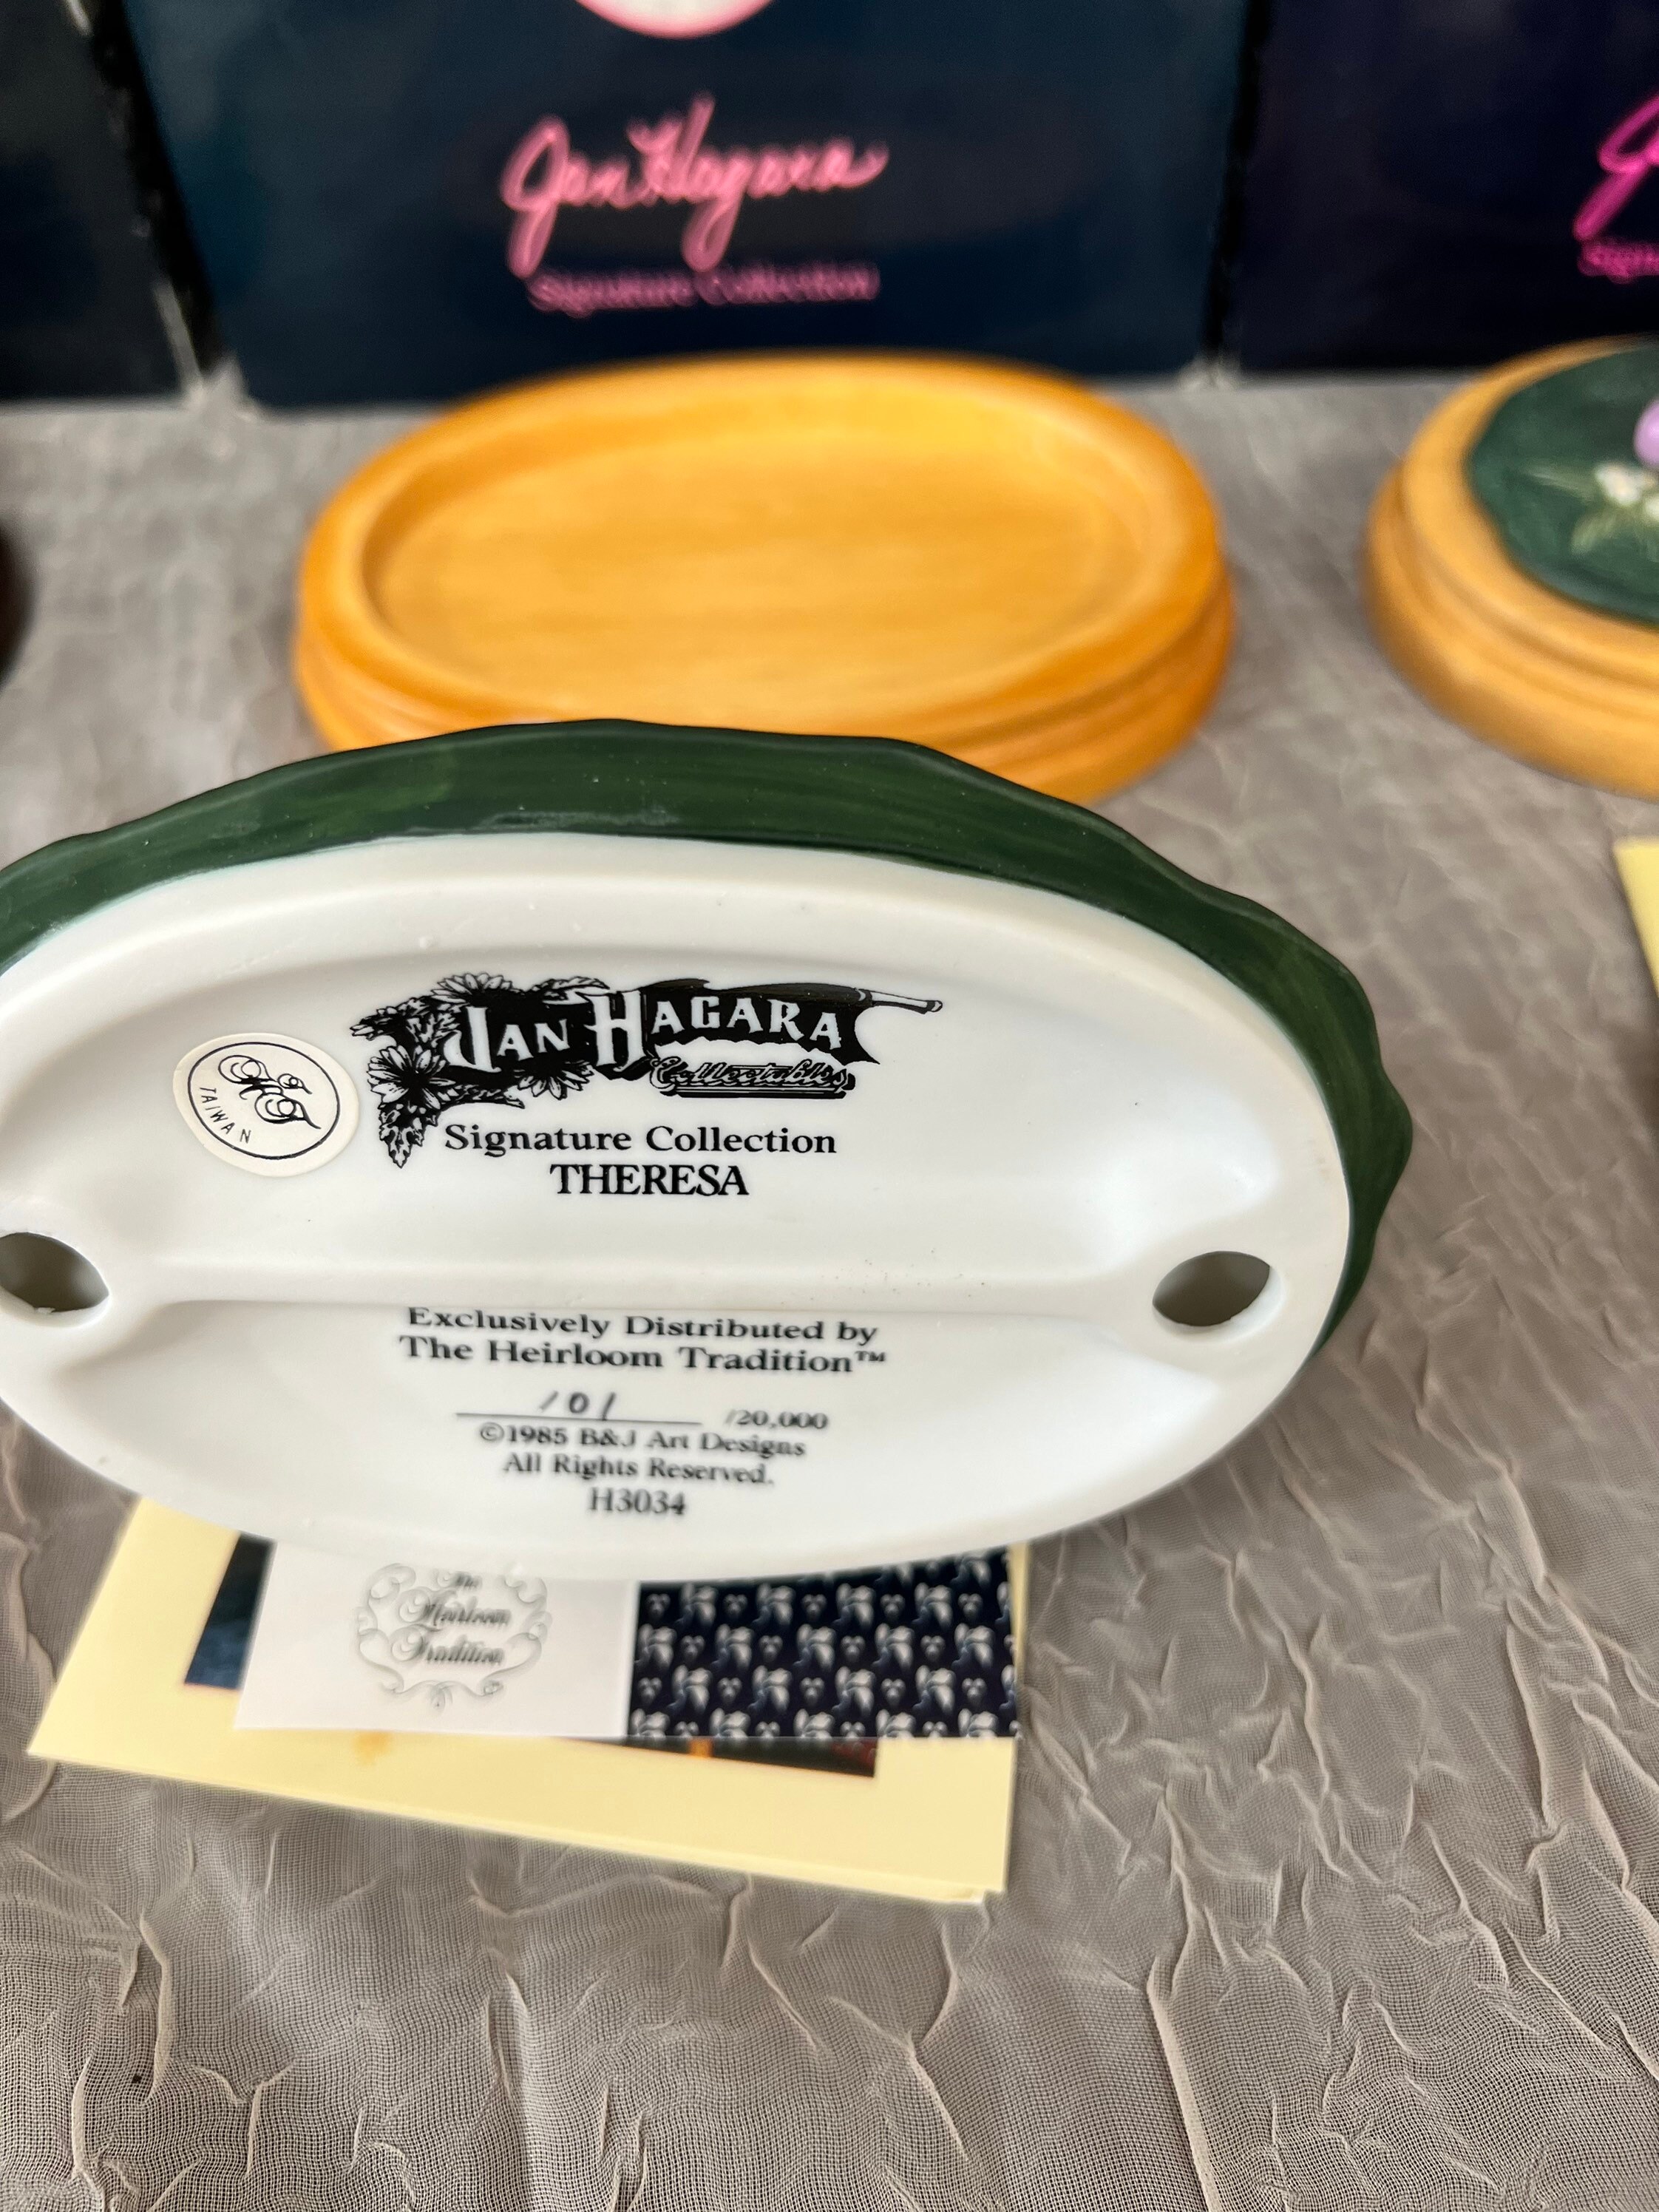 Jan Hagara
Signature Collection
JAN HAGARA
Collectables
TAIWAN
Signature Collection
THERESA
Exclusively Distributed by
The Heirloom Tradition™
101 /20,000
©1985 B&J Art Designs
All Rights Reserved.
H3034
The
Heirloom
Tradition